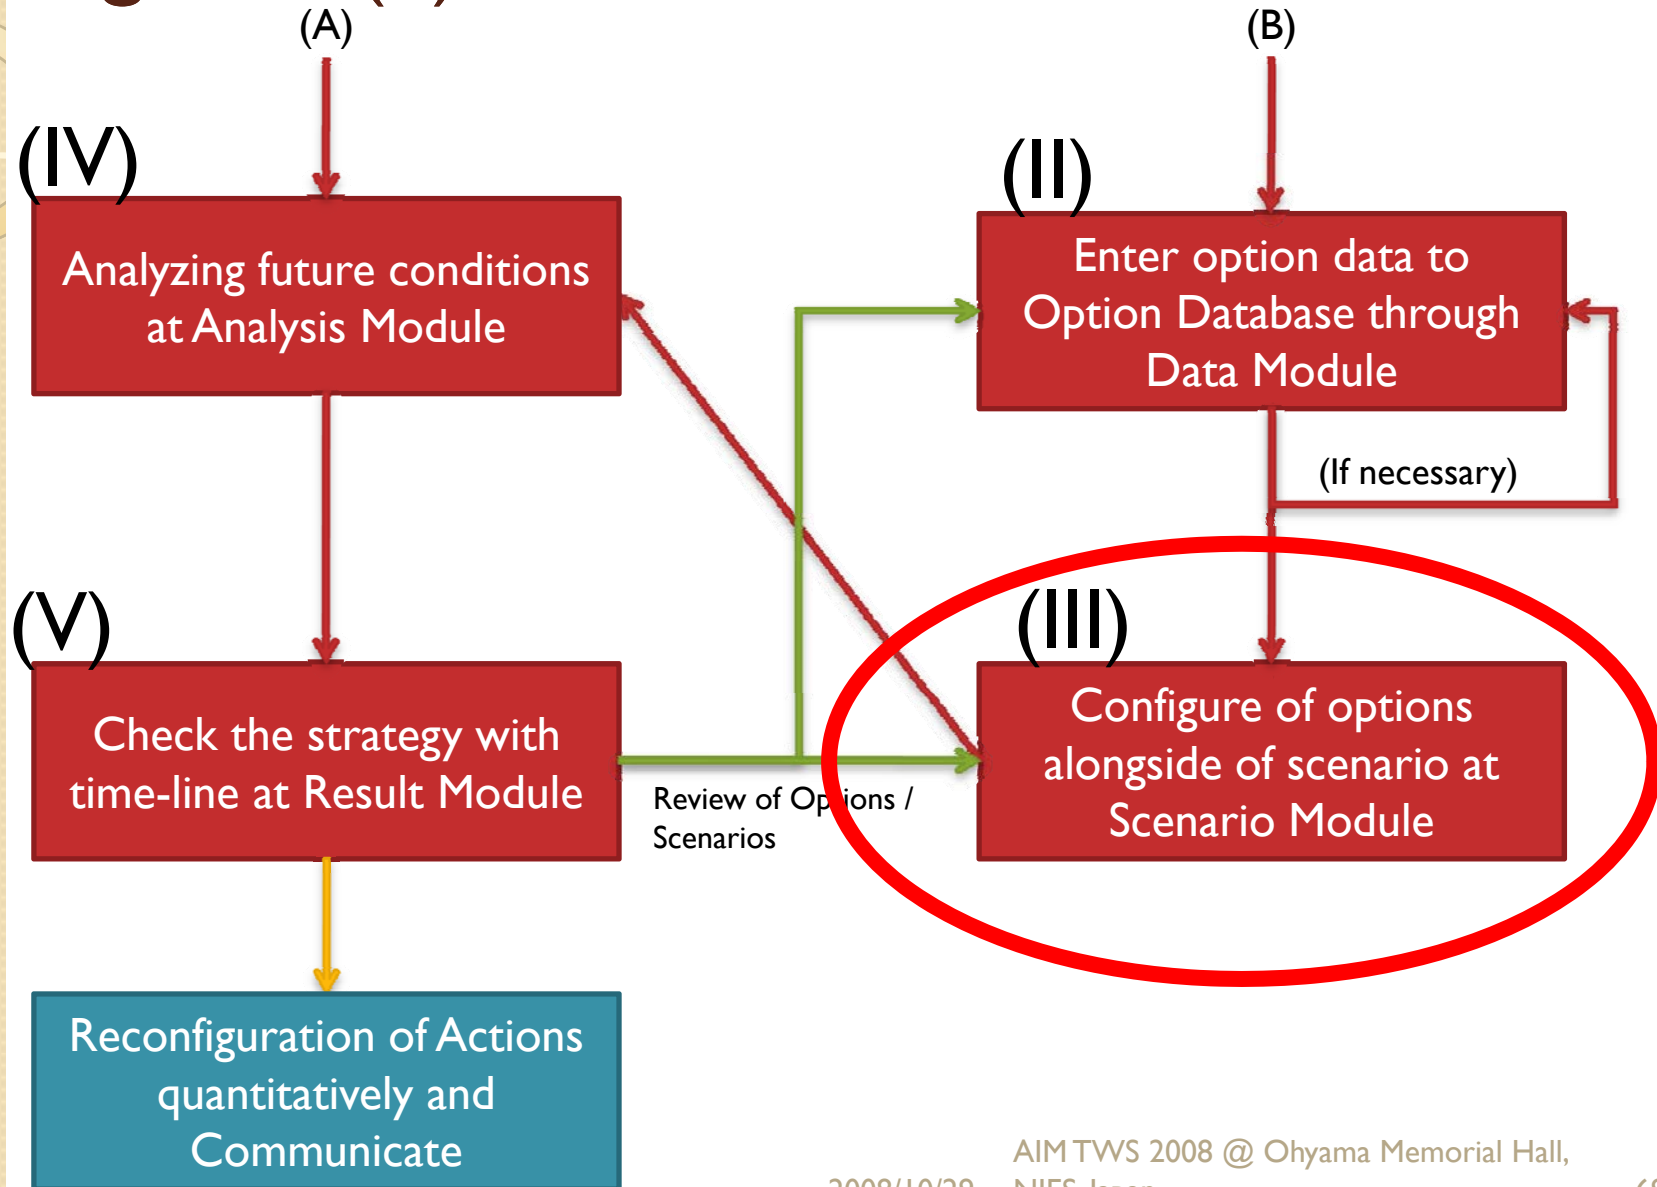 (A)
(B)
(IV)
Analyzing future conditions
at Analysis Module
(II)
Enter option data to
Option Database through
Data Module
(If necessary)
(V)
Check the strategy with
time-line at Result Module
Review of Options /
Scenarios
(III)
Configure of options
alongside of scenario at
Scenario Module
Reconfiguration of Actions
quantitatively and
Communicate
AIM TWS 2008 @ Ohyama Memorial Hall,